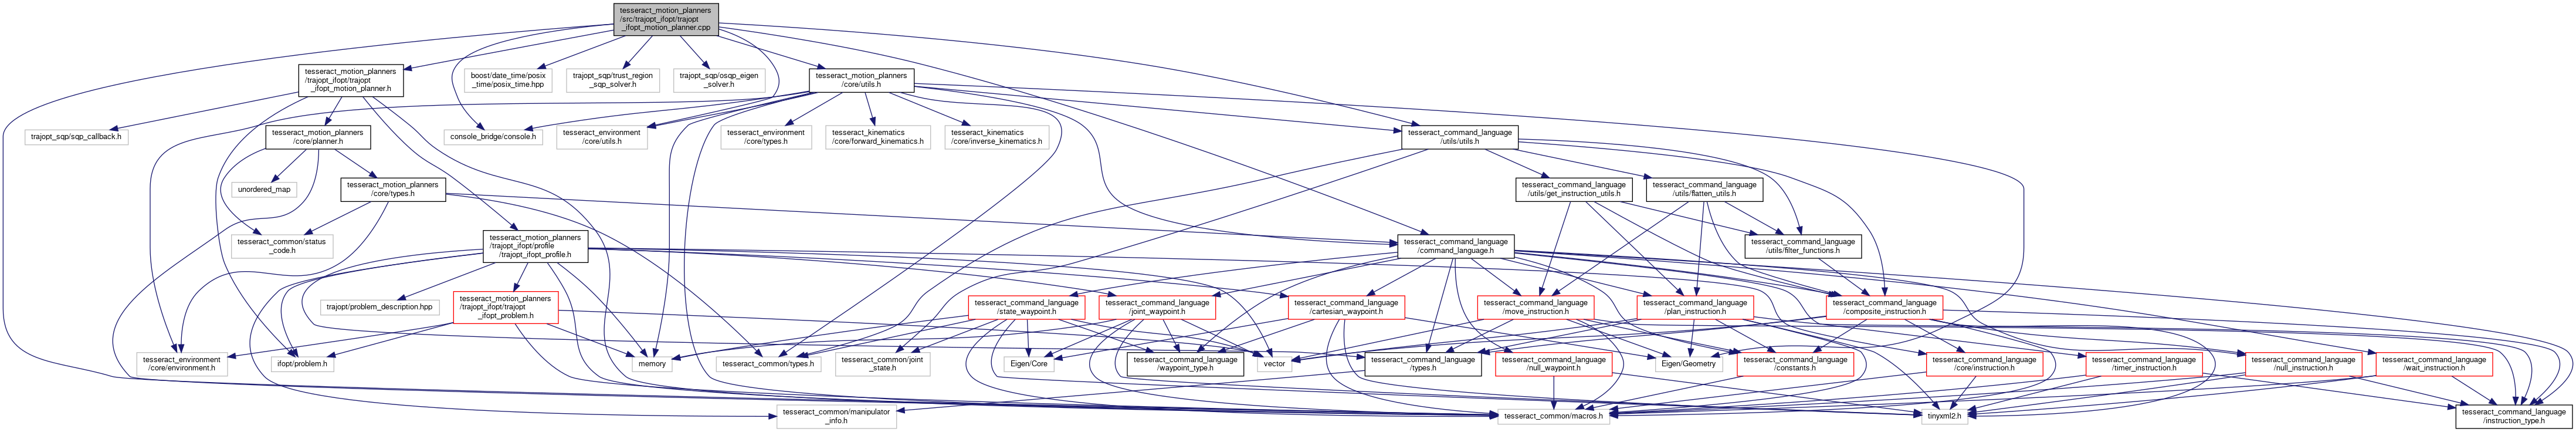 tesseract_motion_planners
/src/trajopt_ifopt/trajopt
_ifopt_motion_planner.cpp
tesseract_motion_planners
/trajopt_ifopt/trajopt
_ifopt_motion_planner.h
boost/date_time/posix
_time/posix_time.hpp
trajopt_sqp/trust_region
_sqp_solver.h
trajopt_sqp/osqp_eigen
_solver.h
tesseract_motion_planners
/core/utils.h
trajopt_sqp/sqp_callback.h
tesseract_motion_planners
/core/planner.h
console_bridge/console.h
tesseract_environment
/core/utils.h
tesseract_environment
/core/types.h
tesseract_kinematics
/core/forward_kinematics.h
tesseract_kinematics
/core/inverse_kinematics.h
tesseract_command_language
/utils/utils.h
unordered_map
tesseract_motion_planners
/core/types.h
tesseract_command_language
/utils/get_instruction_utils.h
tesseract_command_language
/utils/flatten_utils.h
tesseract_common/status
_code.h
tesseract_motion_planners
/trajopt_ifopt/profile
/trajopt_ifopt_profile.h
tesseract_command_language
/command_language.h
tesseract_command_language
/utils/filter_functions.h
trajopt/problem_description.hpp
tesseract_motion_planners
/trajopt_ifopt/trajopt
_ifopt_problem.h
tesseract_command_language
/state_waypoint.h
tesseract_command_language
/joint_waypoint.h
tesseract_command_language
/cartesian_waypoint.h
tesseract_command_language
/move_instruction.h
tesseract_command_language
/plan_instruction.h
tesseract_command_language
/composite_instruction.h
tesseract_environment
/core/environment.h
ifopt/problem.h
memory
tesseract_common/types.h
tesseract_common/joint
_state.h
Eigen/Core
tesseract_command_language
/waypoint_type.h
vector
tesseract_command_language
/types.h
tesseract_command_language
/null_waypoint.h
Eigen/Geometry
tesseract_command_language
/constants.h
tesseract_command_language
/core/instruction.h
tesseract_command_language
/timer_instruction.h
tesseract_command_language
/null_instruction.h
tesseract_command_language
/wait_instruction.h
tesseract_common/manipulator
_info.h
tesseract_common/macros.h
tinyxml2.h
tesseract_command_language
/instruction_type.h